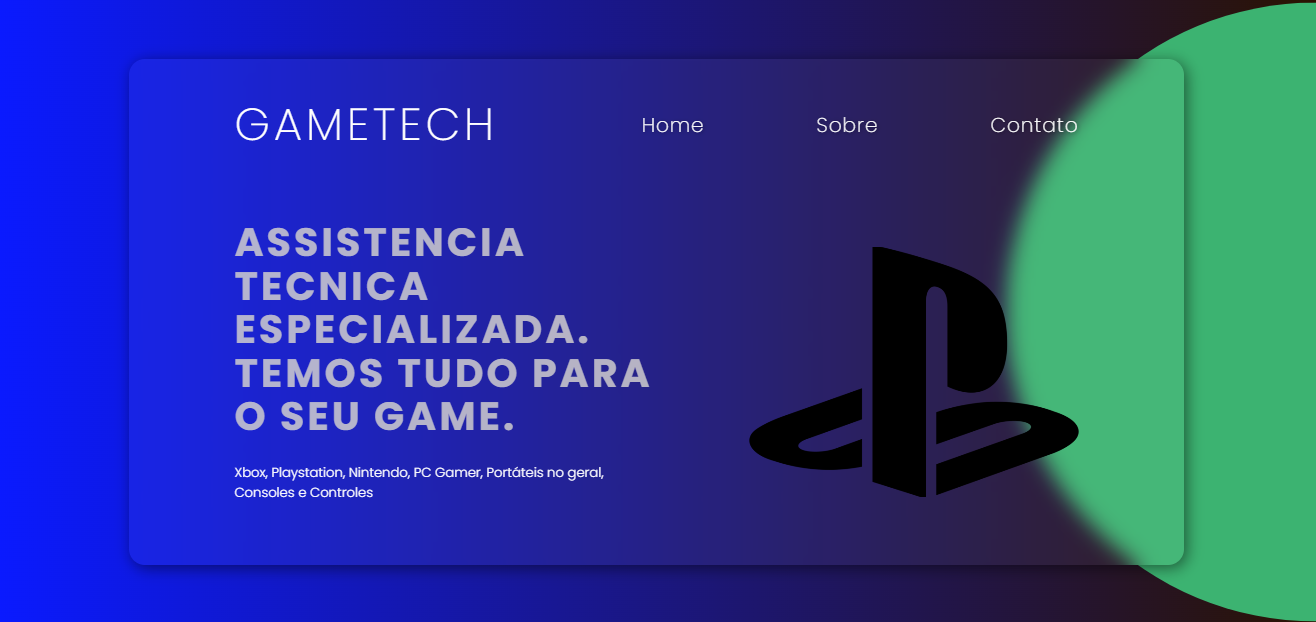 GAMETECH
Home
Sobre
Contato
ASSISTENCIA
TECNICA
ESPECIALIZADA.
TEMOS TUDO PARA
O SEU GAME.
Xbox, Playstation, Nintendo, PC Gamer, Portáteis no geral,
Consoles e Controles